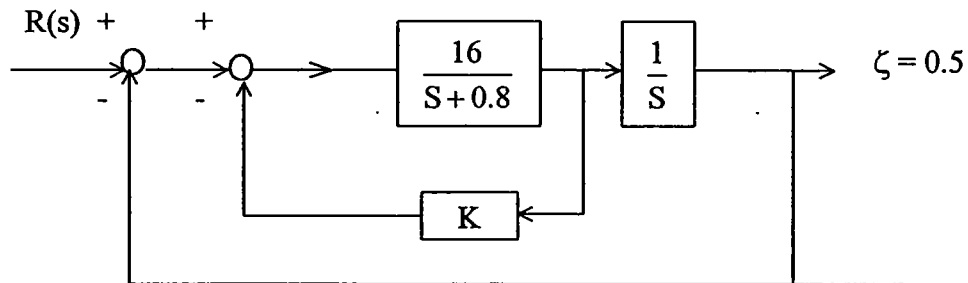 R(s) + +
- -
16
S + 0.8
1
S
ζ = 0.5
K